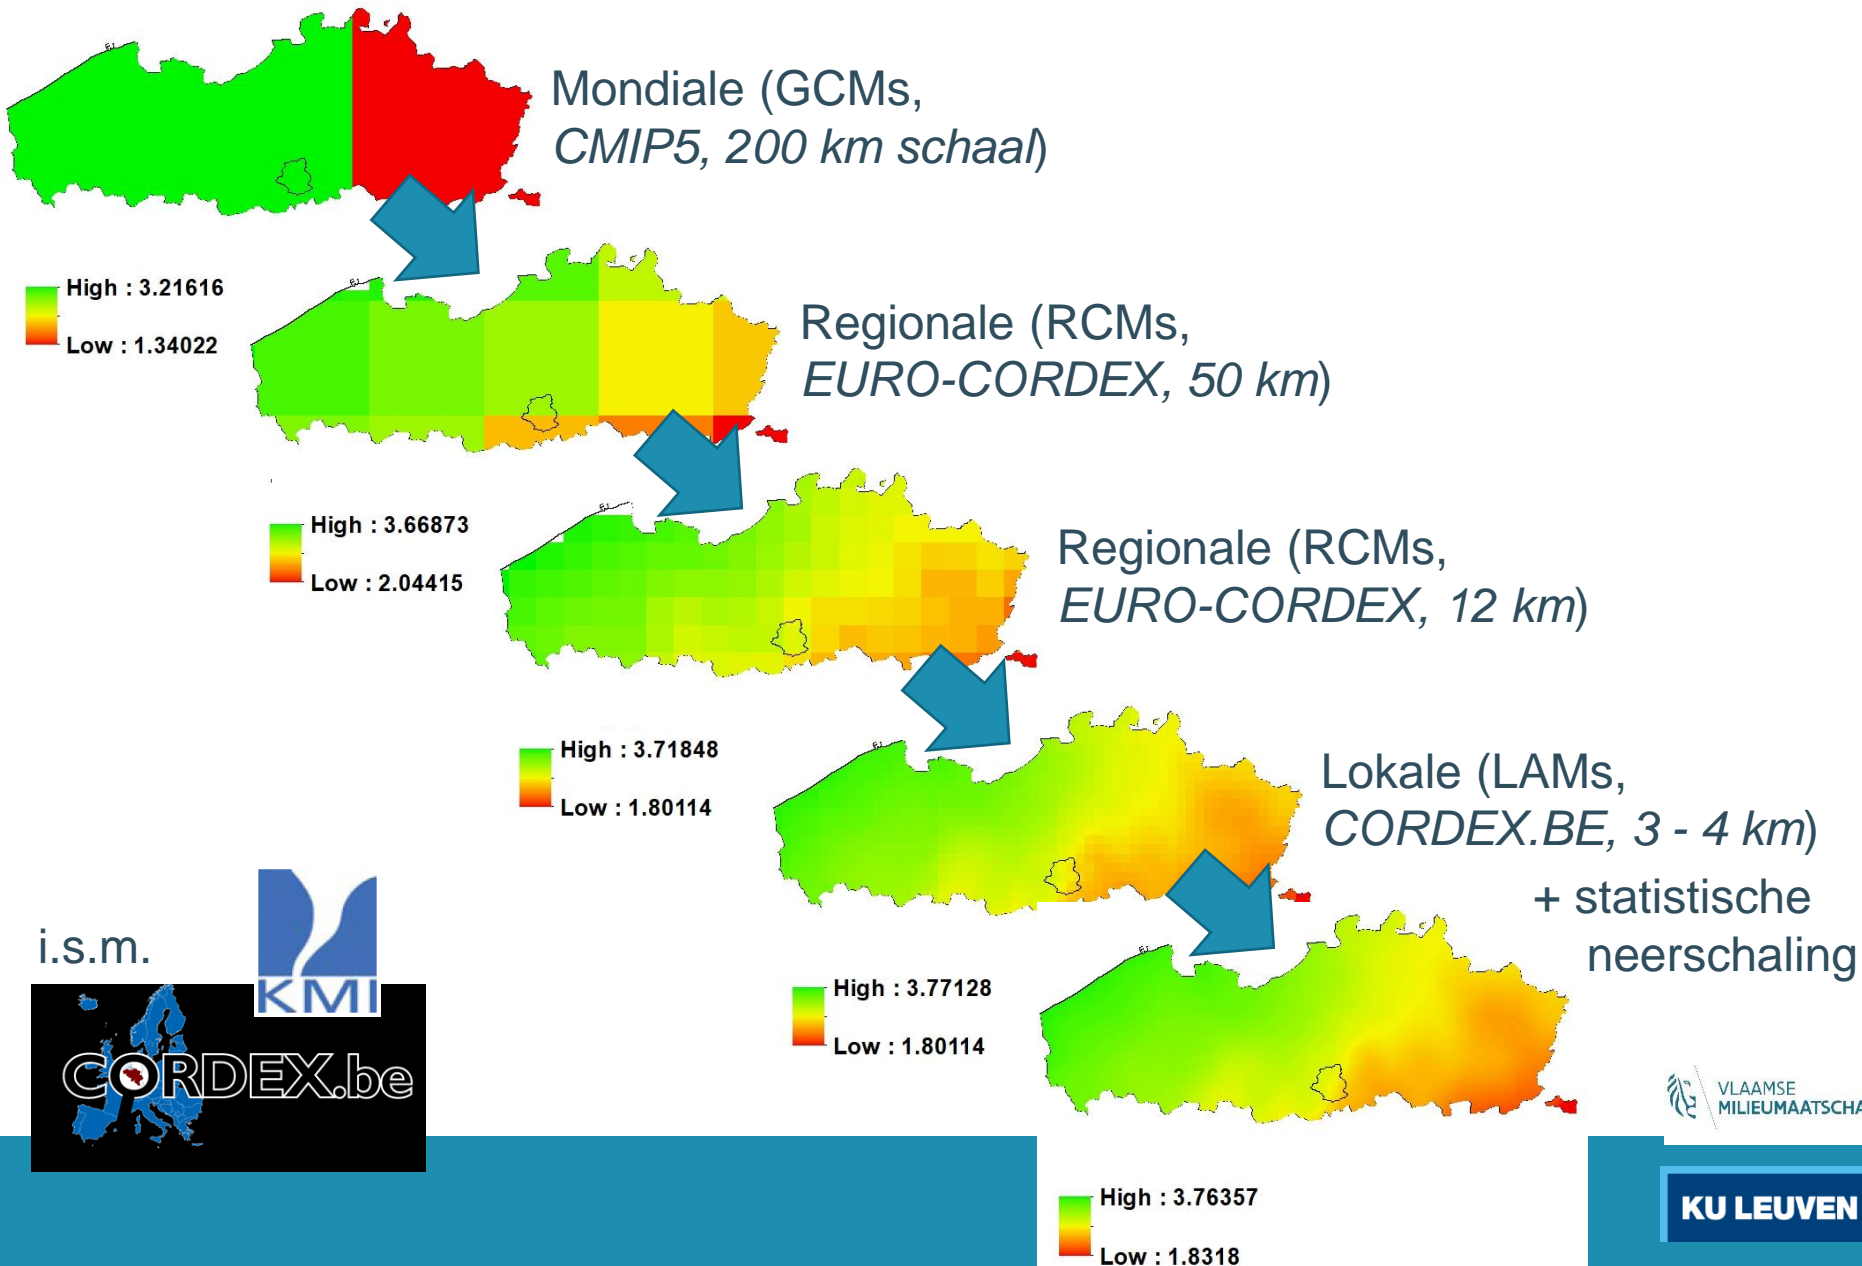 Mondiale (GCMs,
CMIP5, 200 km schaal)
High : 3.21616
Low : 1.34022
Regionale (RCMs,
EURO-CORDEX, 50 km)
High : 3.66873
Low : 2.04415
Regionale (RCMs,
EURO-CORDEX, 12 km)
High : 3.71848
Low : 1.80114
Lokale (LAMs,
CORDEX.BE, 3 - 4 km)
+ statistische
neerschaling
High : 3.77128
Low : 1.80114
i.s.m.
KMI
CORDEX.be
VLAAMSE
MILIEUMAATSCHA
KU LEUVEN
High : 3.76357
Low : 1.8318